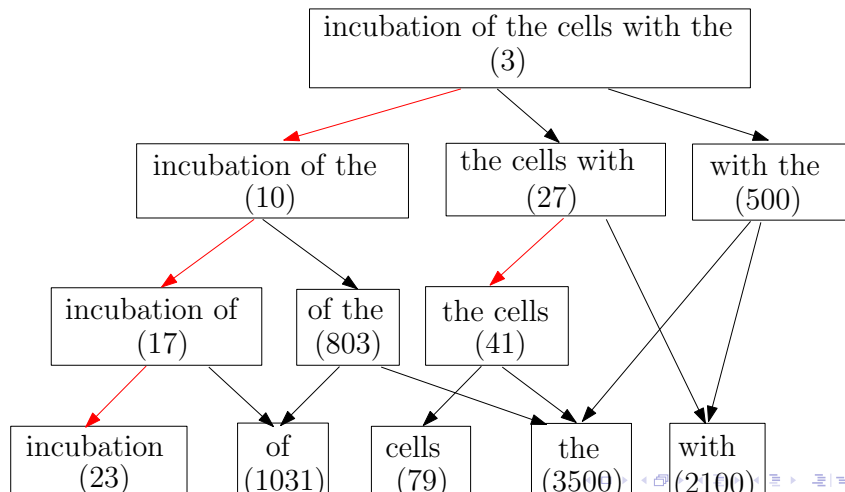 incubation of the cells with the
(3)
incubation of the
(10)
the cells with
(27)
with the
(500)
incubation of
(17)
of the
(803)
the cells
(41)
incubation
(23)
of
(1031)
cells
(79)
the
(3500)
with
(2100)